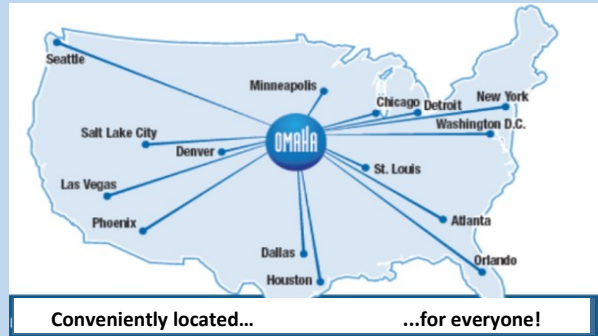 Seattle
Minneapolis
Chicago
Detroit
New York
Washington D.C.
Salt Lake City
Denver
OMAHA
St. Louis
Las Vegas
Phoenix
Atlanta
Dallas
Orlando
Houston
Conveniently located… ...for everyone!